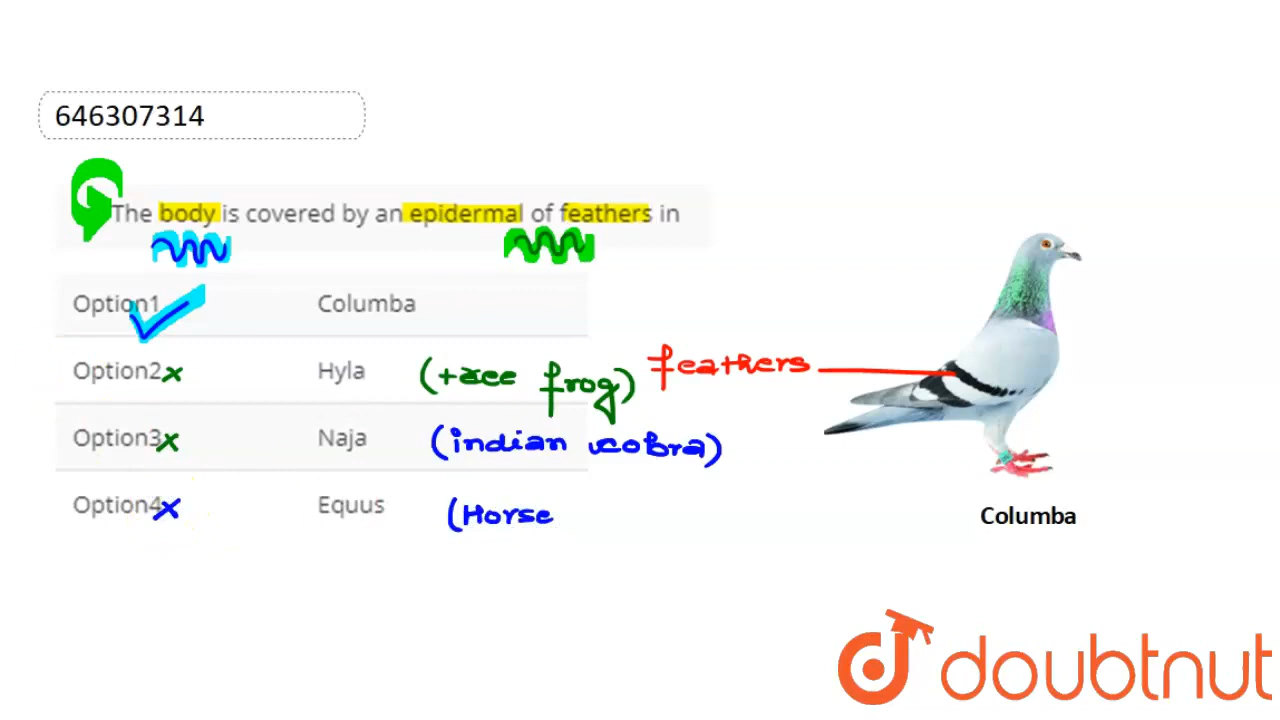 646307314
The body is covered by an epidermal of feathers in
Option1 Columba
Option2 x Hyla (tree frog) feathers
Option3 x Naja (indian cobra)
Option4 x Equus (Horse
Columba
doubtnut